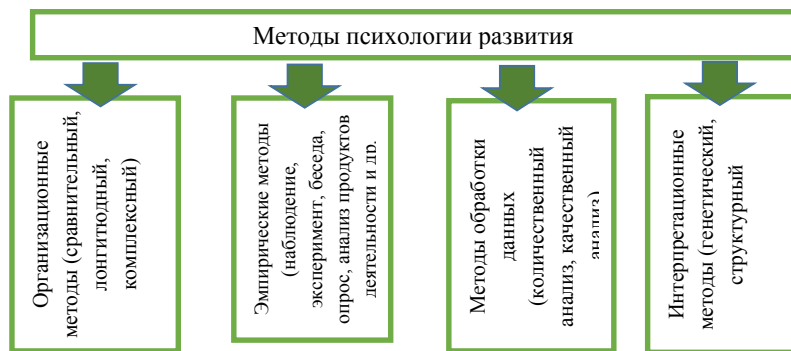 Методы психологии развития
Организационные
методы (сравнительный,
лонгитюдный,
комплексный)
Эмпирические методы
(наблюдение,
эксперимент, беседа,
опрос, анализ продуктов
деятельности и др.
Методы обработки
данных
(количественный
анализ, качественный
анализ)
Интерпретационные
методы (генетический,
структурный